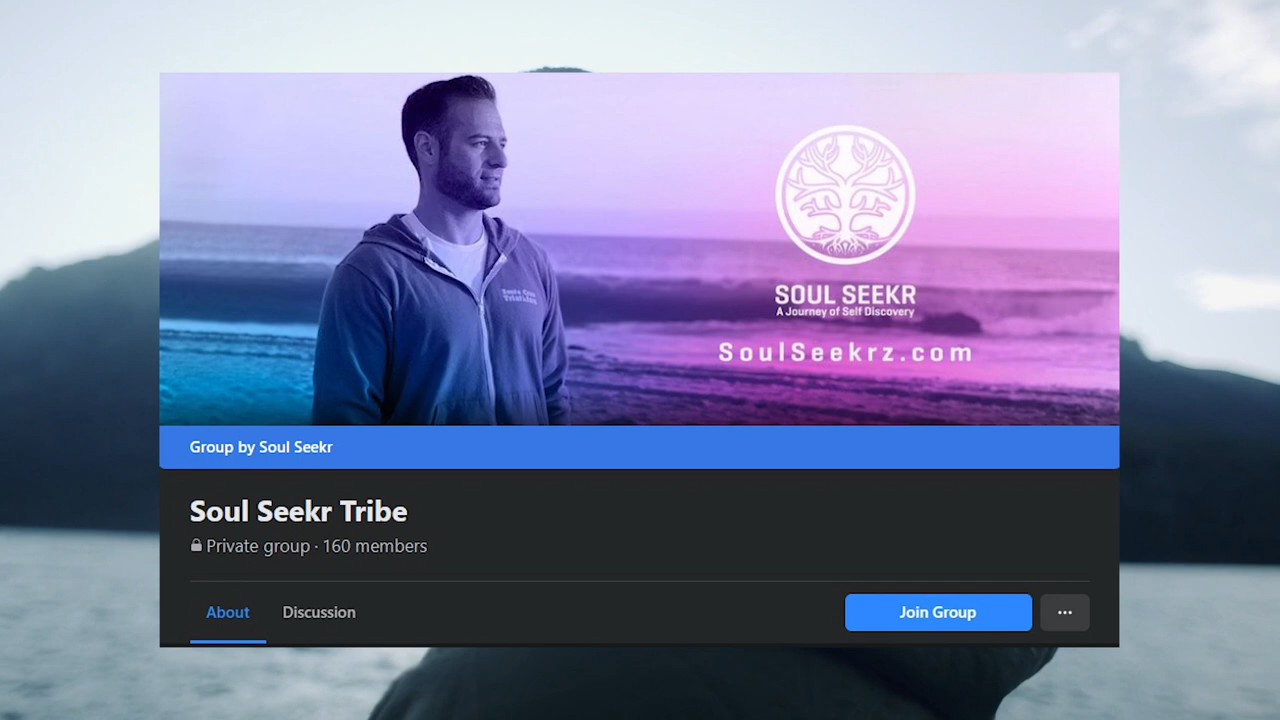 SOUL SEEKR
A Journey of Self Discovery
SoulSeekrz.com
Group by Soul Seekr
Soul Seekr Tribe
Private group · 160 members
About
Discussion
Join Group